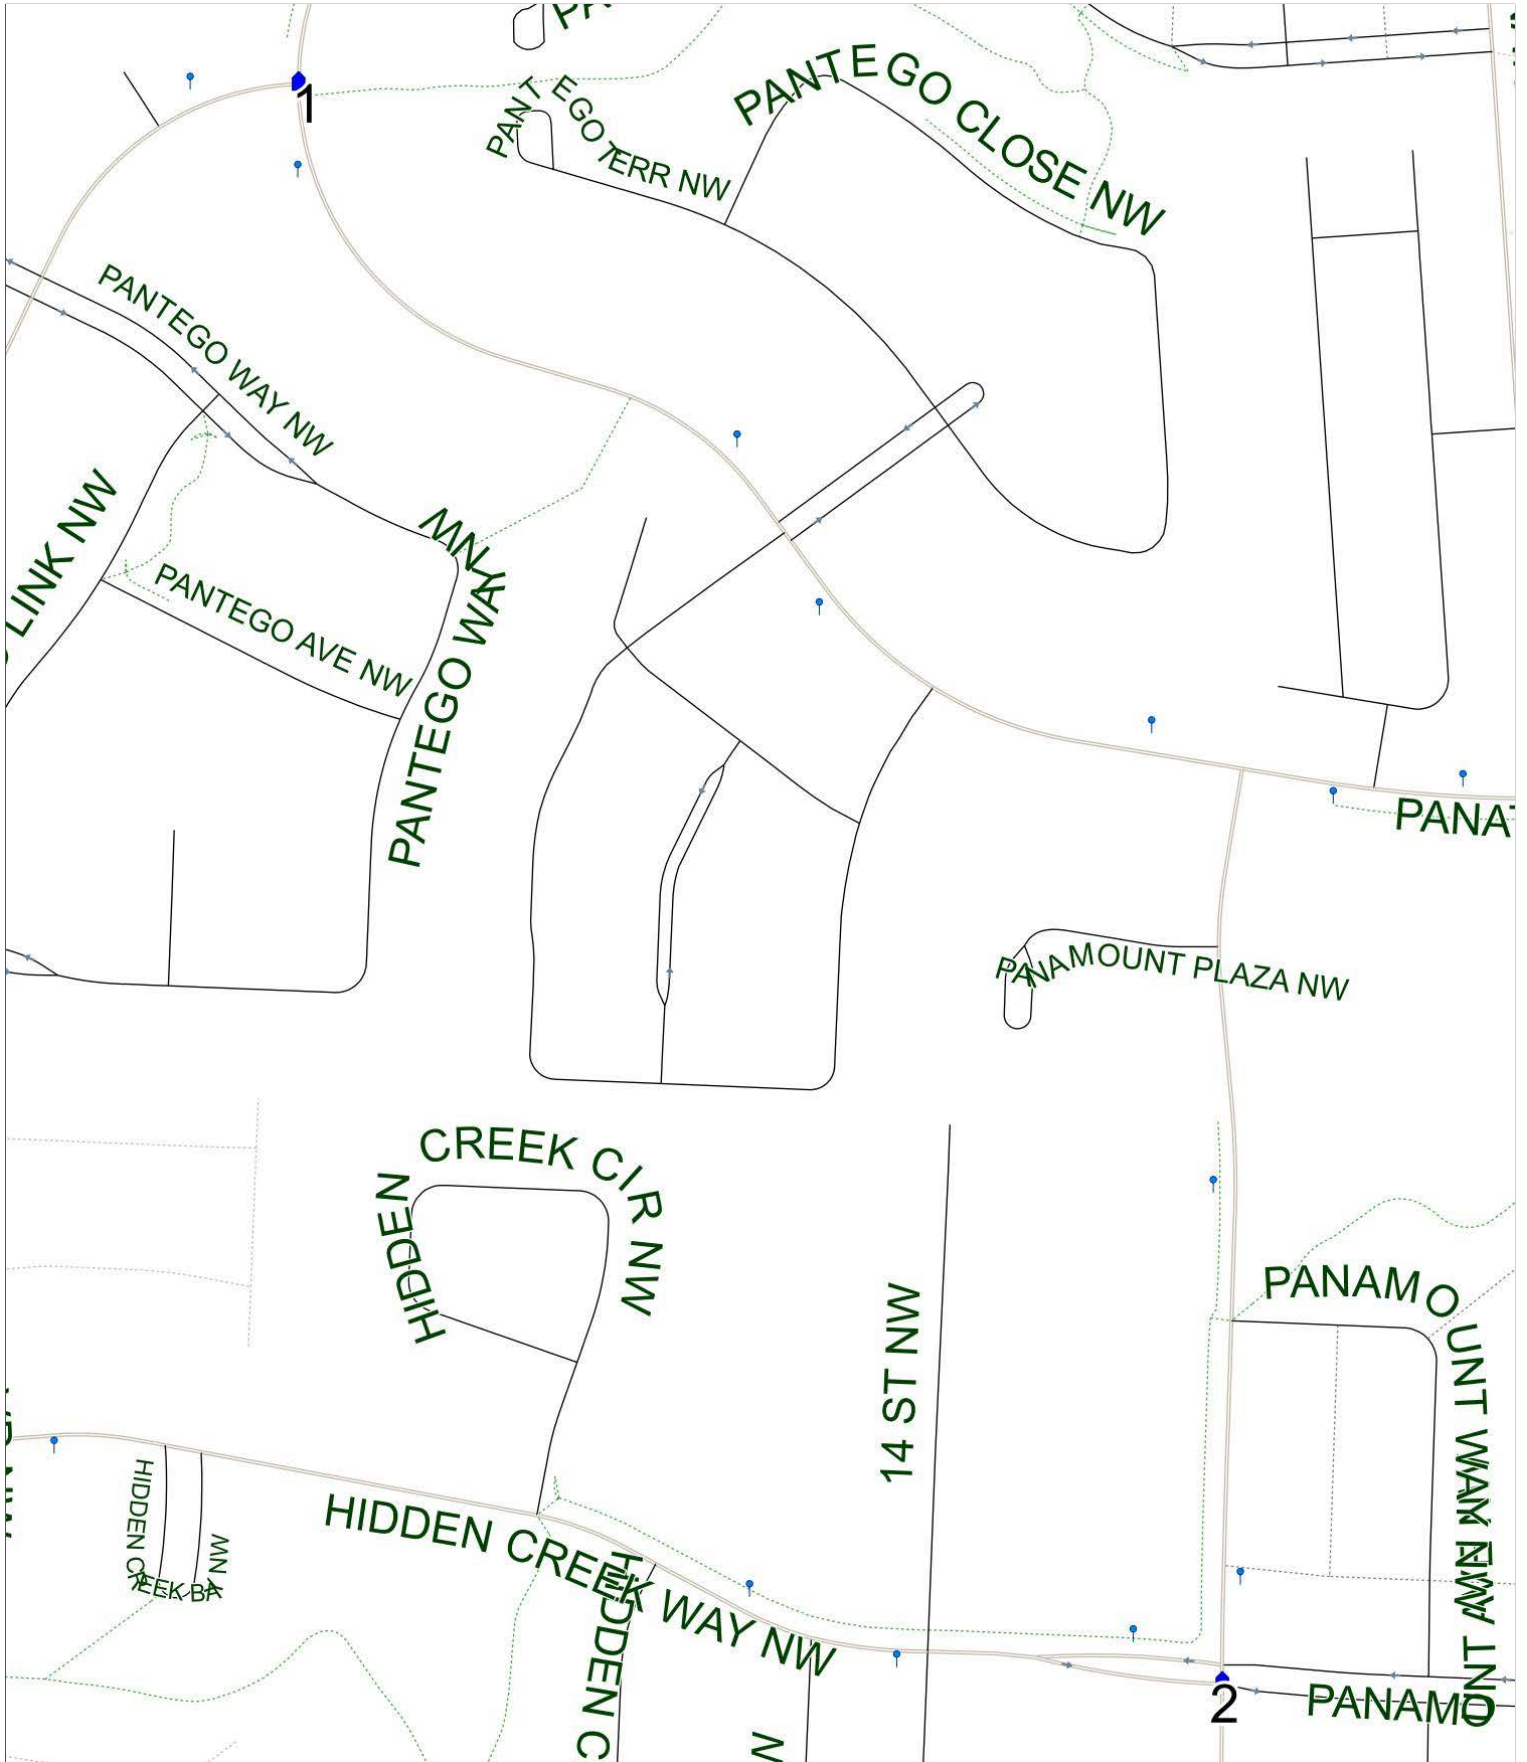 1
PANTEGO TERR NW
PANTEGO CLOSE NW
PANTEGO WAY NW
LINK NW
PANTEGO AVE NW
PANTEGO WAY NW
PANA
PANAMOUNT PLAZA NW
HIDDEN CREEK CIR NW
14 ST NW
PANAMOUNT WAY NW
HIDDEN CREEK WAY NW
HIDDEN C
2
PANAMO